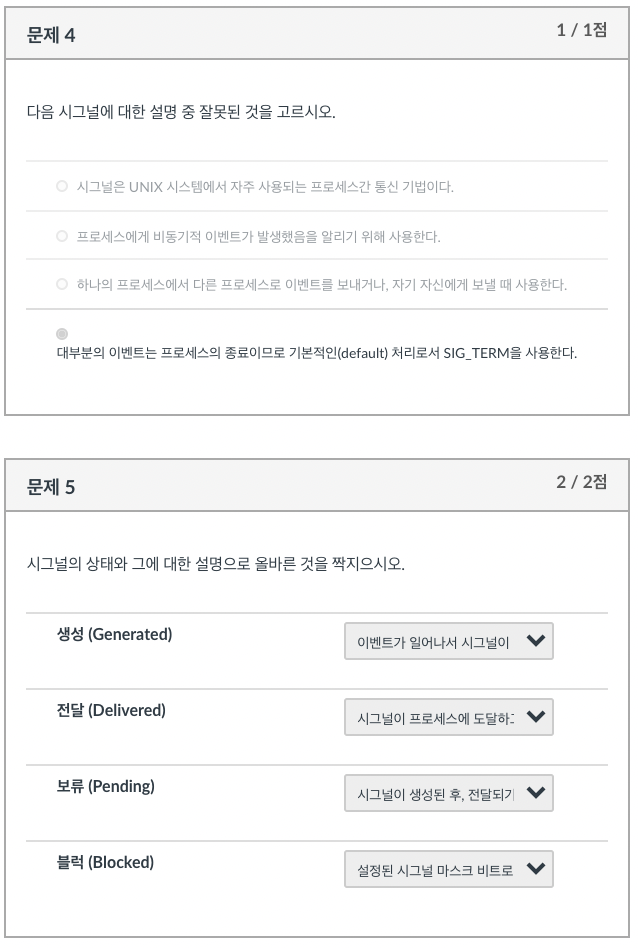 문제 4
1 / 1점
다음 시그널에 대한 설명 중 잘못된 것을 고르시오.
시그널은 UNIX 시스템에서 자주 사용되는 프로세스간 통신 기법이다.
프로세스에게 비동기적 이벤트가 발생했음을 알리기 위해 사용한다.
하나의 프로세스에서 다른 프로세스로 이벤트를 보내거나, 자기 자신에게 보낼 때 사용한다.
대부분의 이벤트는 프로세스의 종료이므로 기본적인(default) 처리로서 SIG_TERM을 사용한다.
문제 5
2 / 2점
시그널의 상태와 그에 대한 설명으로 올바른 것을 짝지으시오.
생성 (Generated)
이벤트가 일어나서 시그널이
전달 (Delivered)
시그널이 프로세스에 도달하고
보류 (Pending)
시그널이 생성된 후, 전달되기
블럭 (Blocked)
설정된 시그널 마스크 비트로